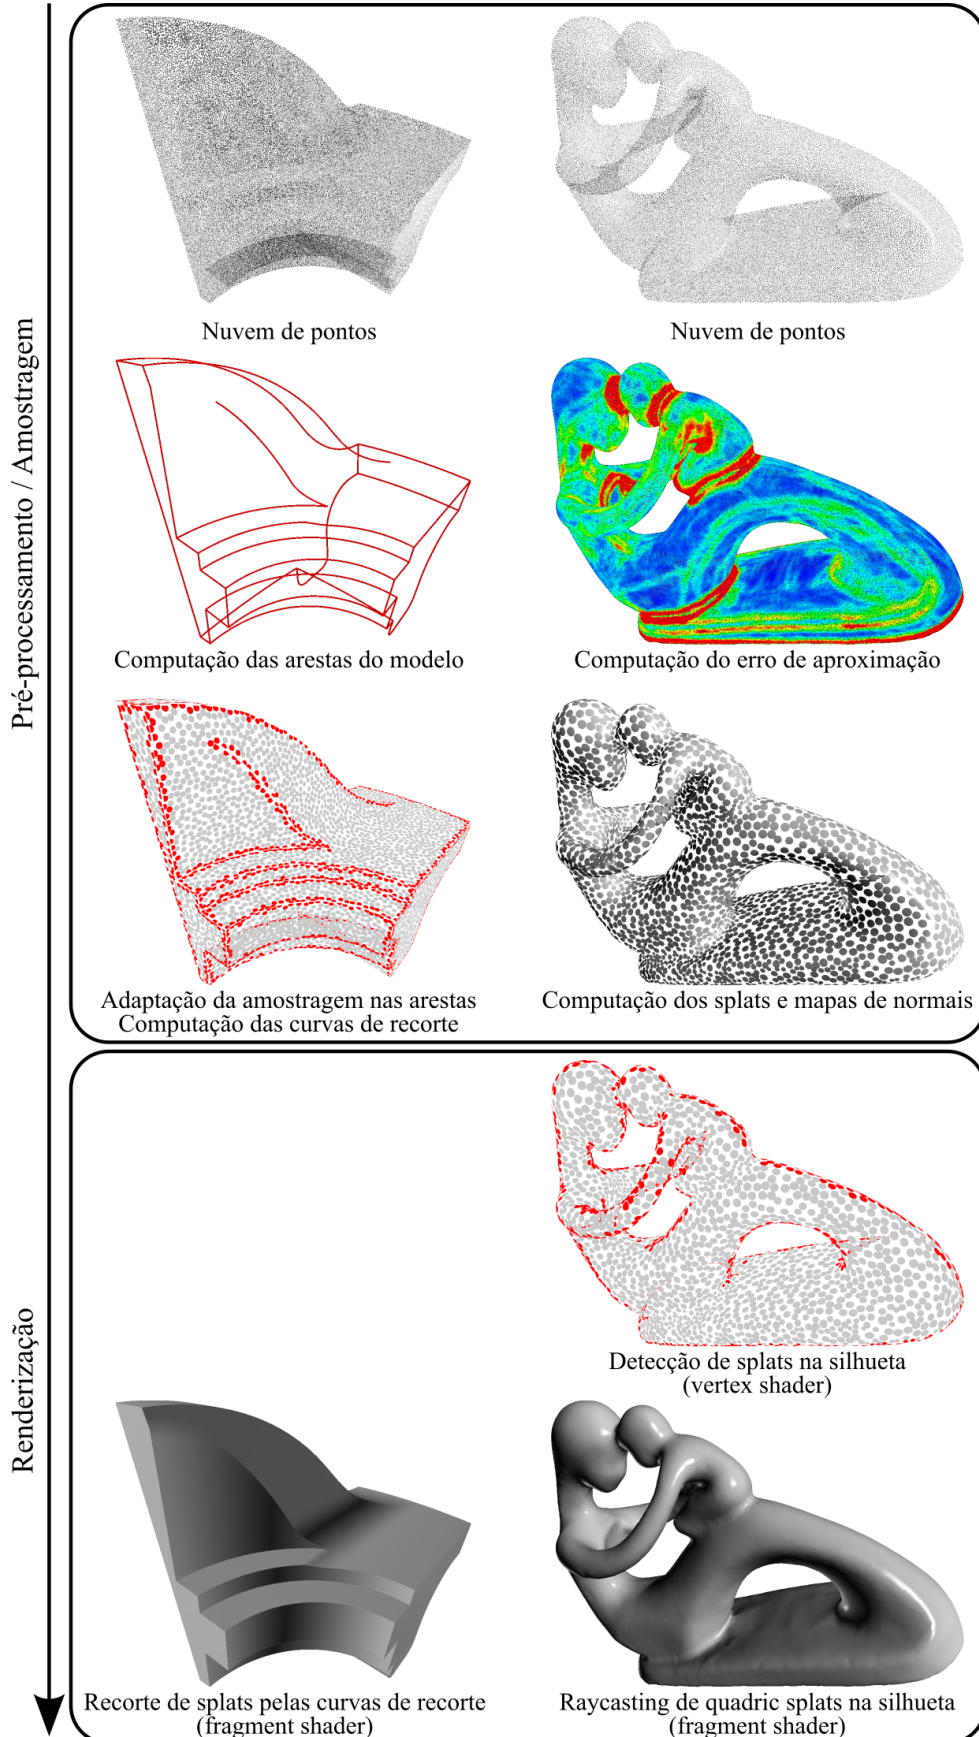 Pré-processamento / Amostragem
Nuvem de pontos
Nuvem de pontos
Computação das arestas do modelo
Computação do erro de aproximação
Adaptação da amostragem nas arestas
Computação das curvas de recorte
Computação dos splats e mapas de normais
Renderização
Detecção de splats na silhueta
(vertex shader)
Recorte de splats pelas curvas de recorte
(fragment shader)
Raycasting de quadric splats na silhueta
(fragment shader)